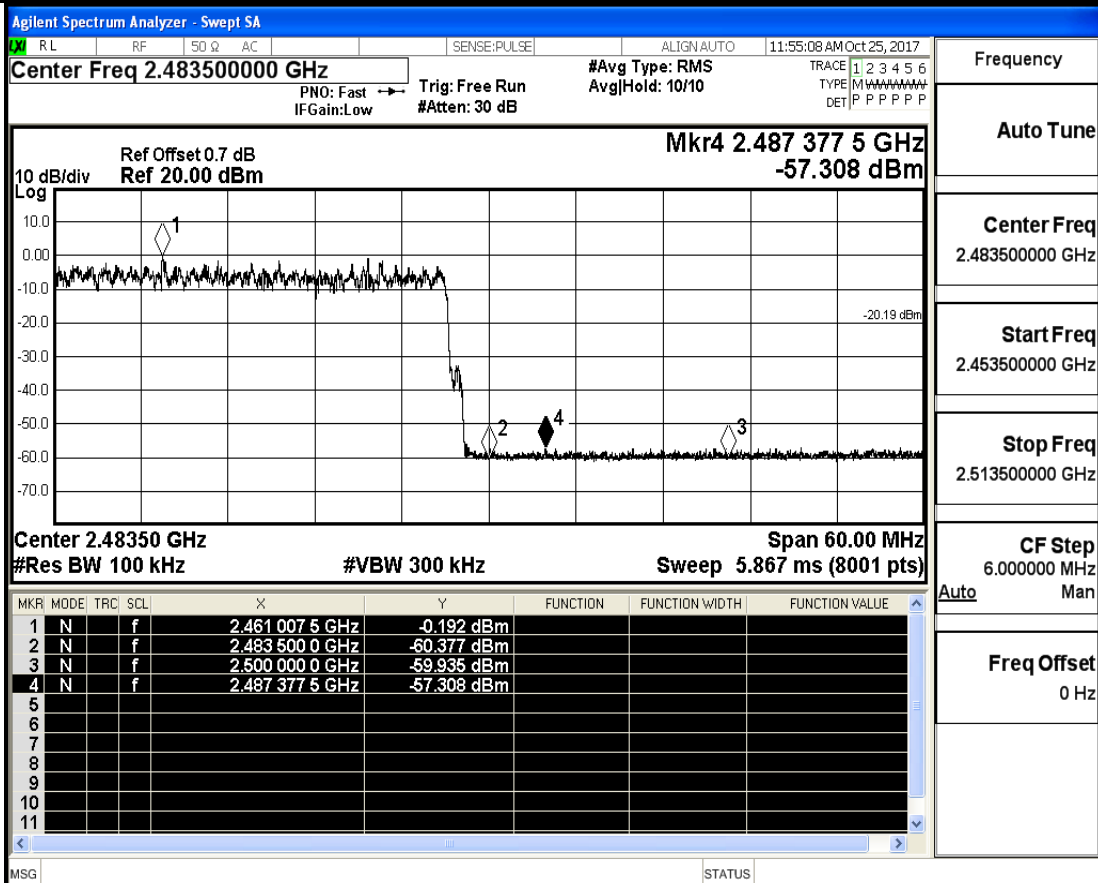 Agilent Spectrum Analyzer - Swept SA
LXI RL RF 50 Ω AC SENSE:PULSE ALIGN AUTO 11:55:08 AM Oct 25, 2017
Center Freq 2.483500000 GHz
PNO: Fast
IFGain:Low
Trig: Free Run
#Atten: 30 dB
#Avg Type: RMS
Avg|Hold: 10/10
TRACE 1 2 3 4 5 6
TYPE M
DET P P P P P P
Mkr4 2.487 377 5 GHz
-57.308 dBm
Ref Offset 0.7 dB
10 dB/div Ref 20.00 dBm
Log
10.0
0.00
-10.0
-20.0
-30.0
-40.0
-50.0
-60.0
-70.0
1
-20.19 dBm
2
4
3
Center 2.48350 GHz Span 60.00 MHz
#Res BW 100 kHz #VBW 300 kHz Sweep 5.867 ms (8001 pts)
MKR MODE TRC SCL X Y FUNCTION FUNCTION WIDTH FUNCTION VALUE
1 N f 2.461 007 5 GHz -0.192 dBm
2 N f 2.483 500 0 GHz -60.377 dBm
3 N f 2.500 000 0 GHz -59.935 dBm
4 N f 2.487 377 5 GHz -57.308 dBm
5
6
7
8
9
10
11
MSG STATUS
Frequency
Auto Tune
Center Freq
2.483500000 GHz
Start Freq
2.453500000 GHz
Stop Freq
2.513500000 GHz
CF Step
6.000000 MHz
Auto Man
Freq Offset
0 Hz